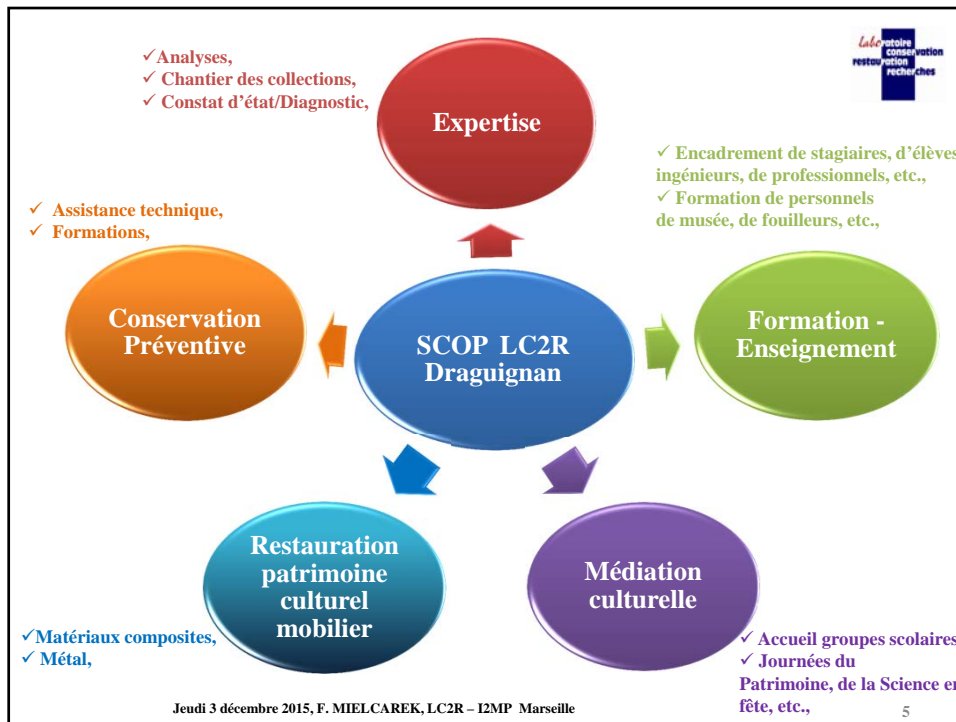 ✓Analyses,
✓ Chantier des collections,
✓ Constat d'état/Diagnostic,
Expertise
laboratoire
conservation
restauration
recherches
✓ Encadrement de stagiaires, d'élèves
ingénieurs, de professionnels, etc.,
✓ Formation de personnels
de musée, de fouilleurs, etc.,
✓ Assistance technique,
✓ Formations,
Conservation
Préventive
SCOP LC2R
Draguignan
Formation -
Enseignement
Restauration
patrimoine
culturel
mobilier
Médiation
culturelle
✓Matériaux composites,
✓ Métal,
✓ Accueil groupes scolaires
✓ Journées du
Patrimoine, de la Science en
fête, etc.,
Jeudi 3 décembre 2015, F. MIELCAREK, LC2R – I2MP Marseille
5